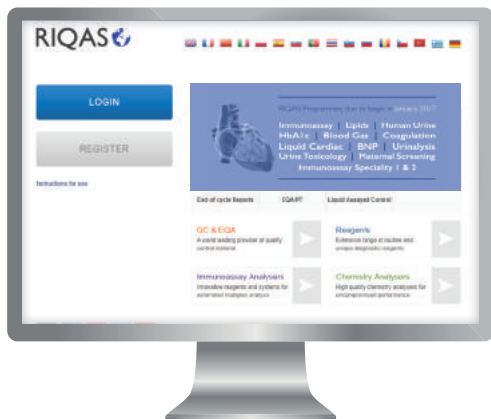 RIQAS
LOGIN
REGISTER
Instructions for use
RIQAS Programmes due to begin in January 2017
Immunoassay | Lipids | Human Urine
HbA1c | Blood Gas | Coagulation
Liquid Cardiac | BNP | Urinalysis
Urine Toxicology | Maternal Screening
Immunoassay Speciality 1 & 2
End of cycle Reports
EQA/PT
Liquid Assayed Control
QC & EQA
A world leading provider of quality
control material
Reagents
Extensive range of routine and
unique diagnostic reagents
Immunoassay Analysers
Innovative reagents and systems for
automated multiplex analysis
Chemistry Analysers
High quality chemistry analysers for
uncompromised performance